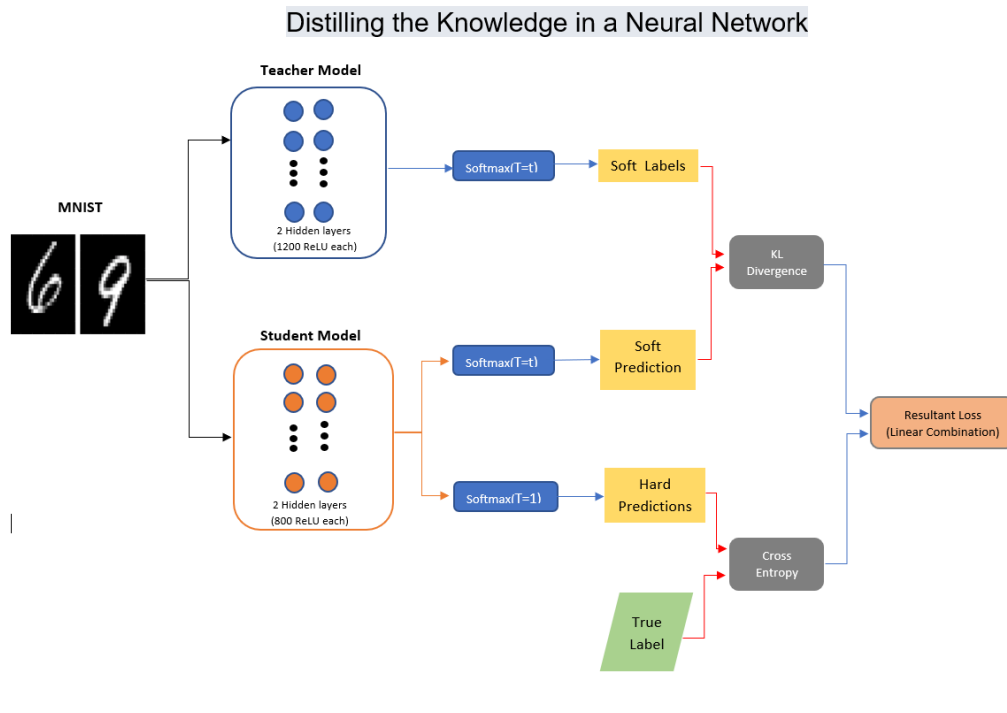 Distilling the Knowledge in a Neural Network
Teacher Model
2 Hidden layers
(1200 ReLU each)
Softmax(T=t)
Soft Labels
MNIST
6 9
KL
Divergence
Student Model
2 Hidden layers
(800 ReLU each)
Softmax(T=t)
Soft
Prediction
Softmax(T=1)
Hard
Predictions
Resultant Loss
(Linear Combination)
Cross
Entropy
True
Label